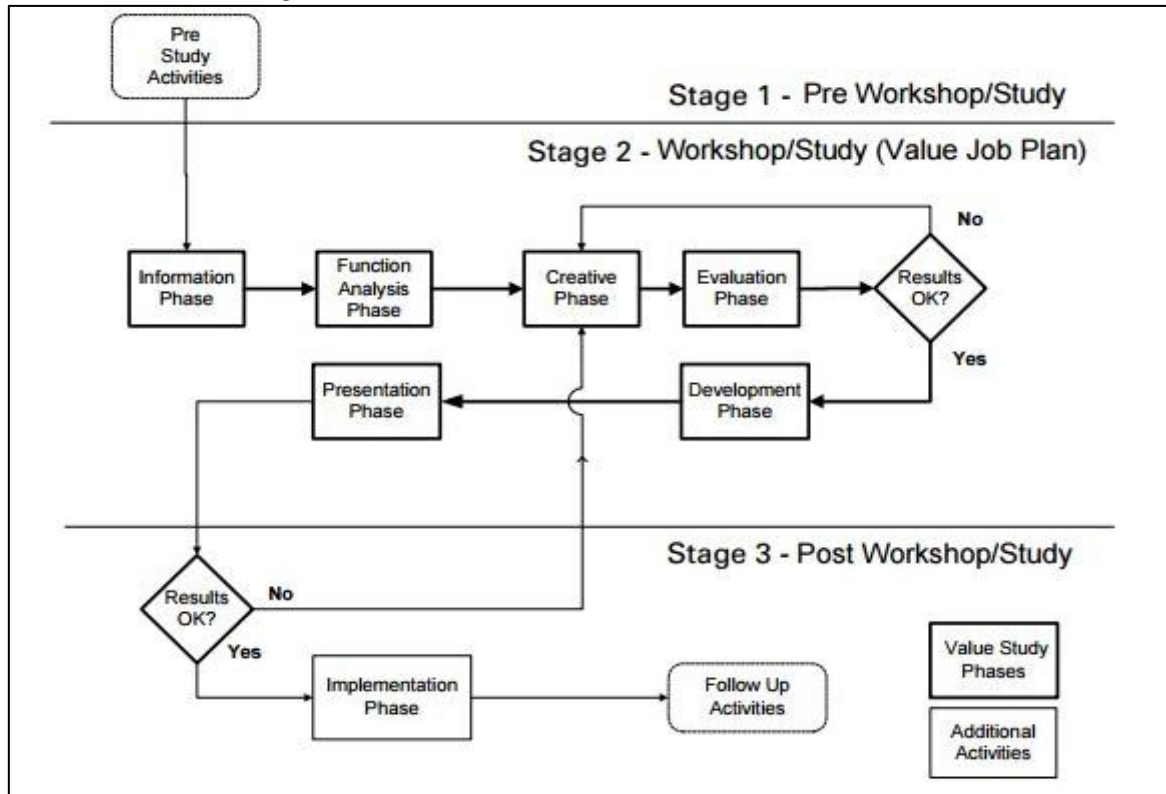 Pre
Study
Activities
Stage 1 - Pre Workshop/Study
Stage 2 - Workshop/Study (Value Job Plan)
No
Information
Phase
Function
Analysis
Phase
Creative
Phase
Evaluation
Phase
Results
OK?
Yes
Presentation
Phase
Development
Phase
Stage 3 - Post Workshop/Study
Results
OK?
No
Yes
Implementation
Phase
Follow Up
Activities
Value Study
Phases
Additional
Activities